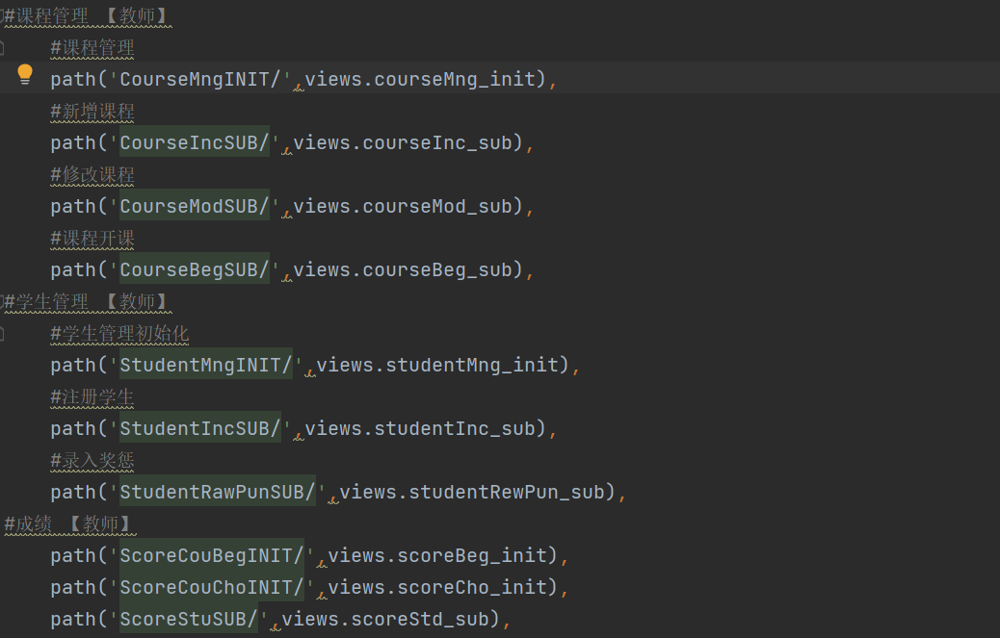 #课程管理 【教师】
#课程管理
path('CourseMngINIT/',views.courseMng_init),
#新增课程
path('CourseIncSUB/',views.courseInc_sub),
#修改课程
path('CourseModSUB/',views.courseMod_sub),
#课程开课
path('CourseBegSUB/',views.courseBeg_sub),
#学生管理 【教师】
#学生管理初始化
path('StudentMngINIT/',views.studentMng_init),
#注册学生
path('StudentIncSUB/',views.studentInc_sub),
#录入奖惩
path('StudentRawPunSUB/',views.studentRewPun_sub),
#成绩 【教师】
path('ScoreCouBegINIT/',views.scoreBeg_init),
path('ScoreCouChoINIT/',views.scoreCho_init),
path('ScoreStuSUB/',views.scoreStd_sub),